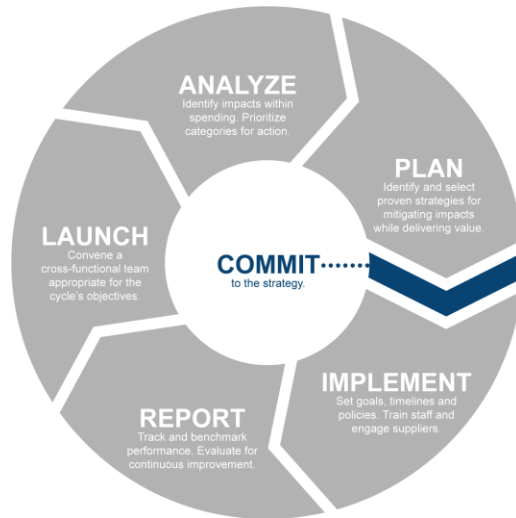 ANALYZE
Identify impacts within
spending. Prioritize
categories for action.
PLAN
Identify and select
proven strategies for
mitigating impacts
while delivering value.
LAUNCH
Convene a
cross-functional team
appropriate for the
cycle's objectives.
COMMIT
to the strategy.
IMPLEMENT
Set goals, timelines and
policies. Train staff and
engage suppliers.
REPORT
Track and benchmark
performance. Evaluate for
continuous improvement.